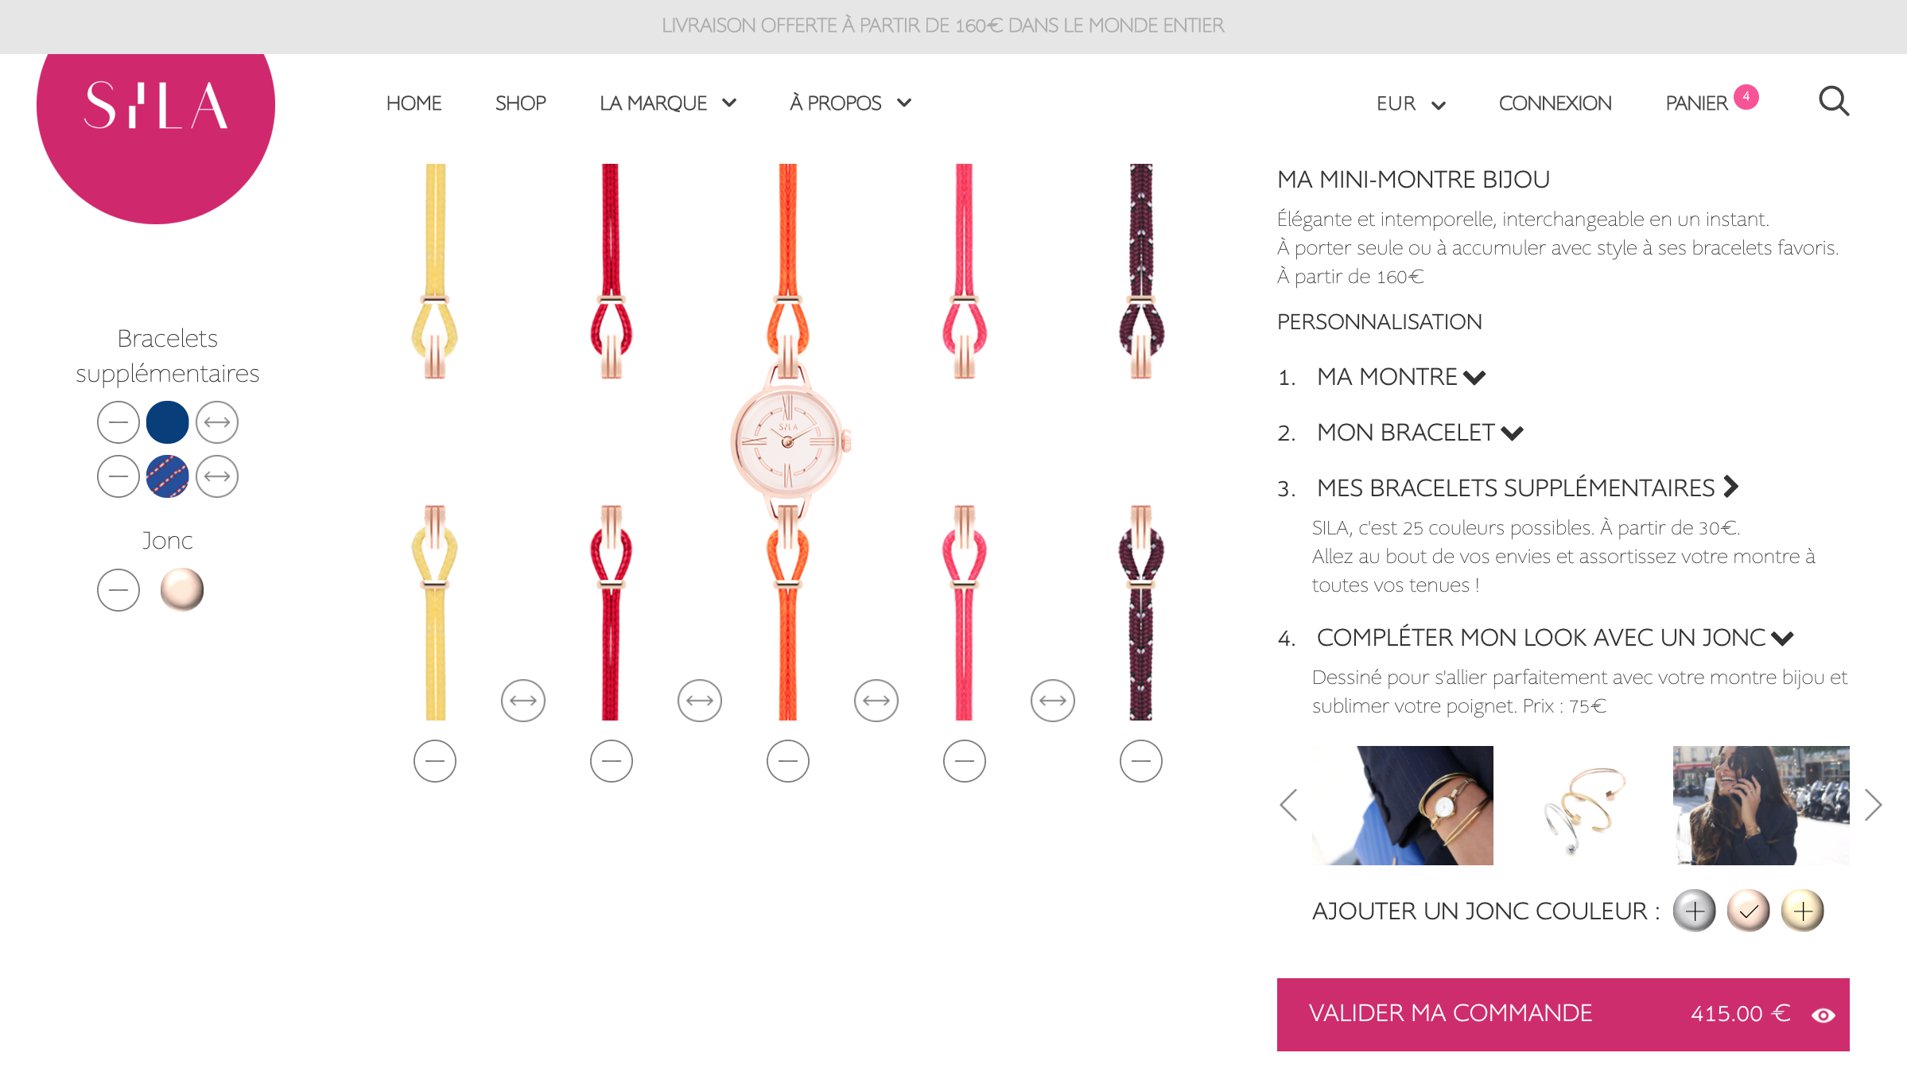 LIVRAISON OFFERTE À PARTIR DE 160€ DANS LE MONDE ENTIER
SILA
HOME
SHOP
LA MARQUE
À PROPOS
EUR
CONNEXION
PANIER 4
Bracelets
supplémentaires
Jonc
SILA
MA MINI-MONTRE BIJOU
Élégante et intemporelle, interchangeable en un instant.
À porter seule ou à accumuler avec style à ses bracelets favoris.
À partir de 160€
PERSONNALISATION
1. MA MONTRE
2. MON BRACELET
3. MES BRACELETS SUPPLÉMENTAIRES
SILA, c'est 25 couleurs possibles. À partir de 30€.
Allez au bout de vos envies et assortissez votre montre à
toutes vos tenues !
4. COMPLÉTER MON LOOK AVEC UN JONC
Dessiné pour s'allier parfaitement avec votre montre bijou et
sublimer votre poignet. Prix : 75€
AJOUTER UN JONC COULEUR :
VALIDER MA COMMANDE 415.00 €